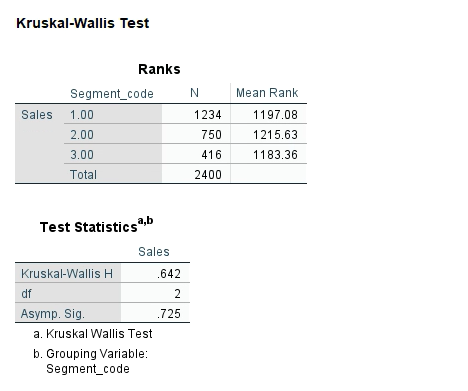 Kruskal-Wallis Test
Ranks
Segment_code N Mean Rank
Sales 1.00 1234 1197.08
2.00 750 1215.63
3.00 416 1183.36
Total 2400
Test Statisticsa,b
Sales
Kruskal-Wallis H .642
df 2
Asymp. Sig. .725
a. Kruskal Wallis Test
b. Grouping Variable:
Segment_code